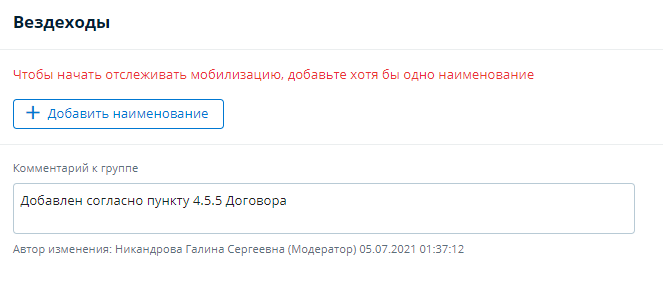 Вездеходы
Чтобы начать отслеживать мобилизацию, добавьте хотя бы одно наименование
+ Добавить наименование
Комментарий к группе
Добавлен согласно пункту 4.5.5 Договора
Автор изменения: Никандрова Галина Сергеевна (Модератор) 05.07.2021 01:37:12